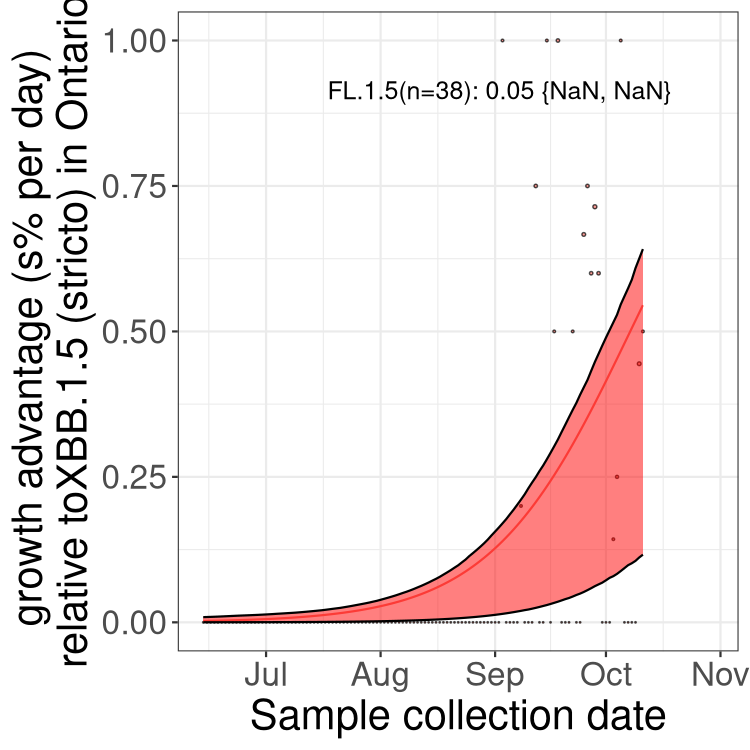 growth advantage (s% per day)
relative toXBB.1.5 (stricto) in Ontario
1.00
0.75
0.50
0.25
0.00
FL.1.5(n=38): 0.05 {NaN, NaN}
Jul Aug Sep Oct Nov
Sample collection date